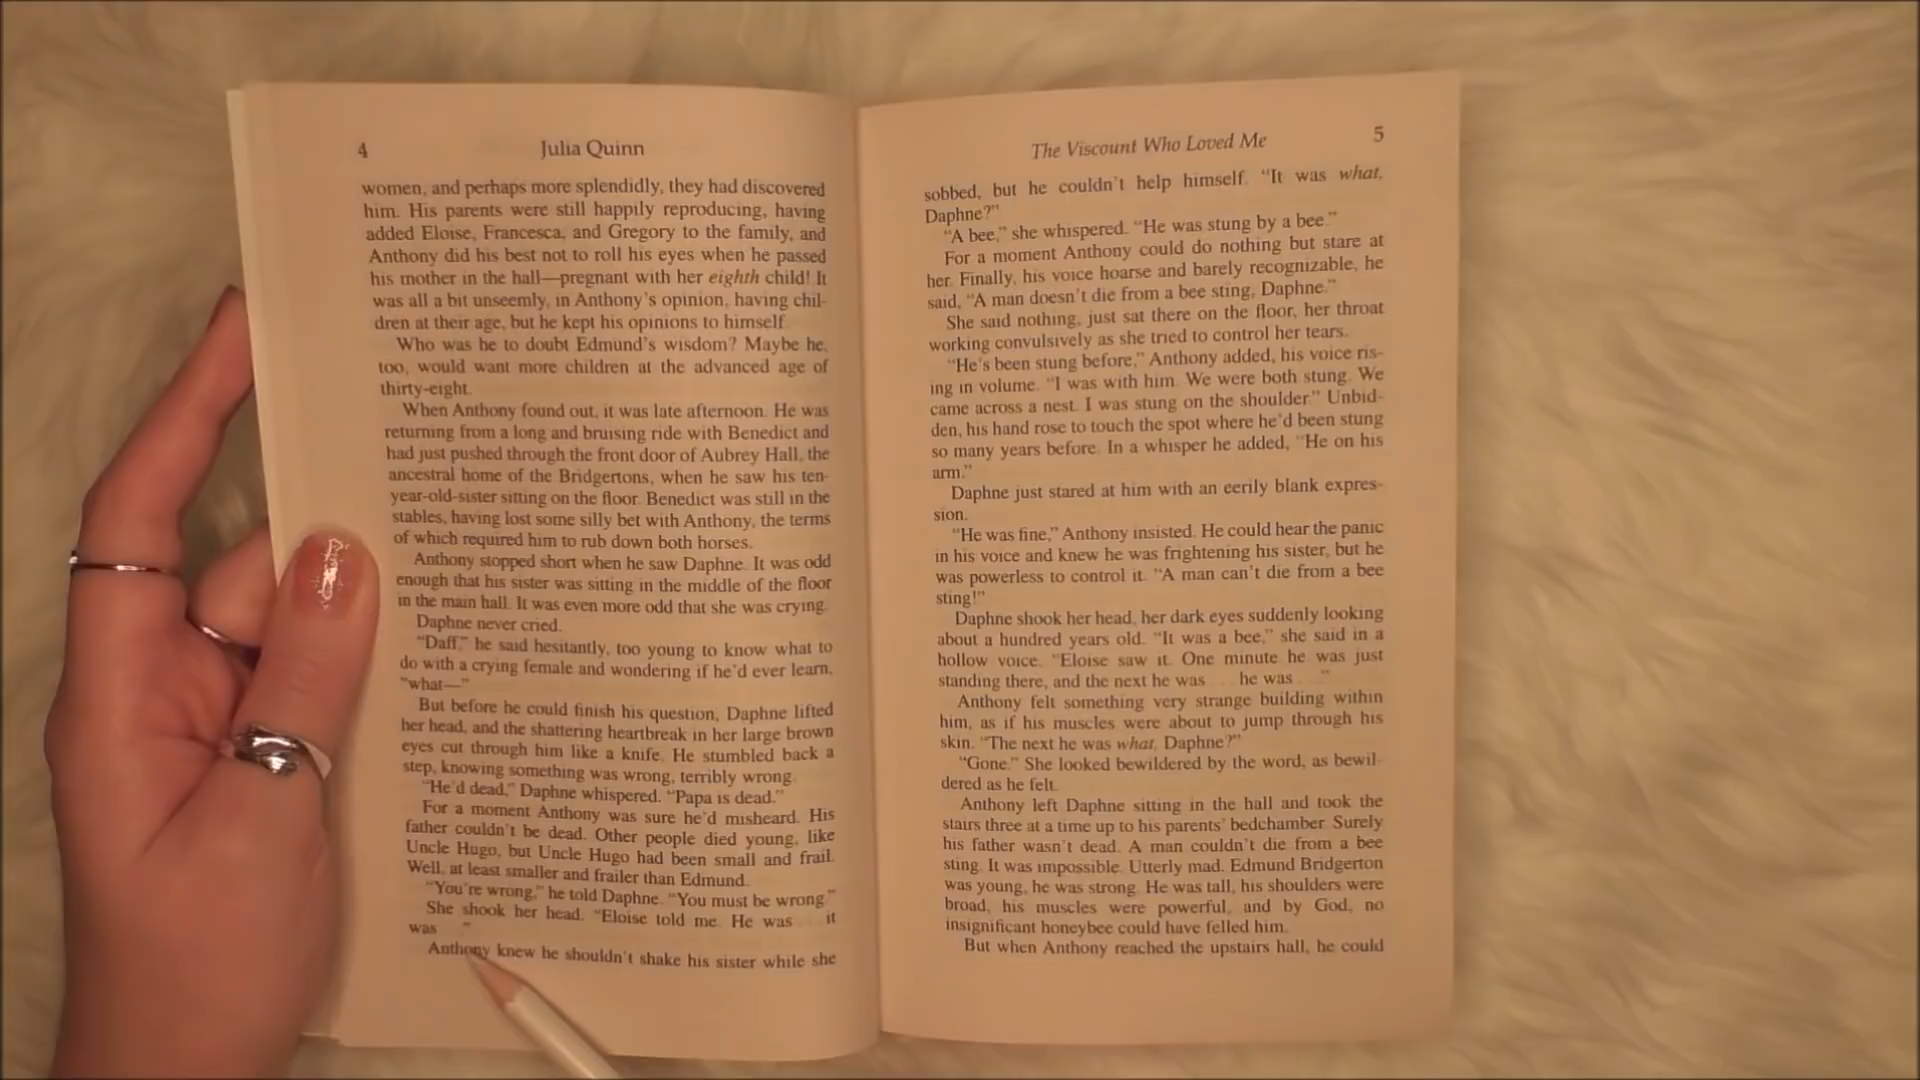 4
Julia Quinn
women, and perhaps more splendidly, they had discovered
him. His parents were still happily reproducing, having
added Eloise, Francesca, and Gregory to the family, and
Anthony did his best not to roll his eyes when he passed
his mother in the hall—pregnant with her eighth child! It
was all a bit unseemly, in Anthony's opinion, having chil-
dren at their age, but he kept his opinions to himself.
Who was he to doubt Edmund's wisdom? Maybe he,
too, would want more children at the advanced age of
thirty-eight.
When Anthony found out, it was late afternoon. He was
returning from a long and bruising ride with Benedict and
had just pushed through the front door of Aubrey Hall, the
ancestral home of the Bridgertons, when he saw his ten-
year-old-sister sitting on the floor. Benedict was still in the
stables, having lost some silly bet with Anthony, the terms
of which required him to rub down both horses.
Anthony stopped short when he saw Daphne. It was odd
enough that his sister was sitting in the middle of the floor
in the main hall. It was even more odd that she was crying.
Daphne never cried.
"Daff," he said hesitantly, too young to know what to
do with a crying female and wondering if he'd ever learn,
"what—"
But before he could finish his question, Daphne lifted
her head, and the shattering heartbreak in her large brown
eyes cut through him like a knife. He stumbled back a
step, knowing something was wrong, terribly wrong.
"He'd dead," Daphne whispered. "Papa is dead."
For a moment Anthony was sure he'd misheard. His
father couldn't be dead. Other people died young, like
Uncle Hugo, but Uncle Hugo had been small and frail.
Well, at least smaller and frailer than Edmund.
"You're wrong," he told Daphne. "You must be wrong."
She shook her head. "Eloise told me. He was it
was "
Anthony knew he shouldn't shake his sister while she
The Viscount Who Loved Me
5
sobbed, but he couldn't help himself. "It was what,
Daphne?"
"A bee," she whispered. "He was stung by a bee."
For a moment Anthony could do nothing but stare at
her. Finally, his voice hoarse and barely recognizable, he
said, "A man doesn't die from a bee sting, Daphne."
She said nothing, just sat there on the floor, her throat
working convulsively as she tried to control her tears.
"He's been stung before," Anthony added, his voice ris-
ing in volume. "I was with him. We were both stung. We
came across a nest. I was stung on the shoulder." Unbid-
den, his hand rose to touch the spot where he'd been stung
so many years before. In a whisper he added, "He on his
arm."
Daphne just stared at him with an eerily blank expres-
sion.
"He was fine," Anthony insisted. He could hear the panic
in his voice and knew he was frightening his sister, but he
was powerless to control it. "A man can't die from a bee
sting!"
Daphne shook her head, her dark eyes suddenly looking
about a hundred years old. "It was a bee," she said in a
hollow voice. "Eloise saw it. One minute he was just
standing there, and the next he was he was "
Anthony felt something very strange building within
him, as if his muscles were about to jump through his
skin. "The next he was what, Daphne?"
"Gone." She looked bewildered by the word, as bewil-
dered as he felt.
Anthony left Daphne sitting in the hall and took the
stairs three at a time up to his parents' bedchamber. Surely
his father wasn't dead. A man couldn't die from a bee
sting. It was impossible. Utterly mad. Edmund Bridgerton
was young, he was strong. He was tall, his shoulders were
broad, his muscles were powerful, and by God, no
insignificant honeybee could have felled him.
But when Anthony reached the upstairs hall, he could